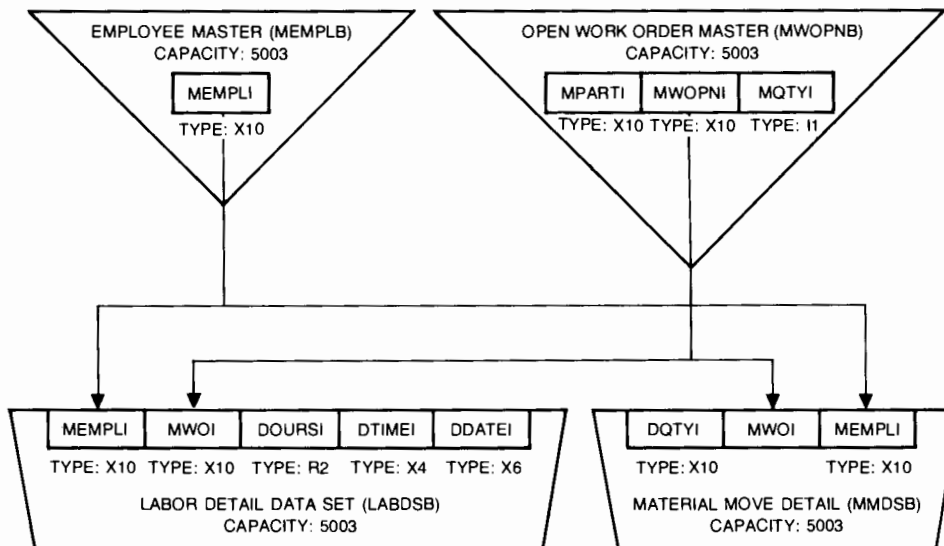 EMPLOYEE MASTER (MEMPLB)
CAPACITY: 5003
MEMPLI
TYPE: X10
OPEN WORK ORDER MASTER (MWOPNB)
CAPACITY: 5003
MPARTI MWOPNI MQTYI
TYPE: X10 TYPE: X10 TYPE: I1
MEMPLI MWOI DOURSI DTIMEI DDATEI
TYPE: X10 TYPE: X10 TYPE: R2 TYPE: X4 TYPE: X6
LABOR DETAIL DATA SET (LABDSB)
CAPACITY: 5003
DQTYI MWOI MEMPLI
TYPE: X10 TYPE: X10
MATERIAL MOVE DETAIL (MMDSB)
CAPACITY: 5003